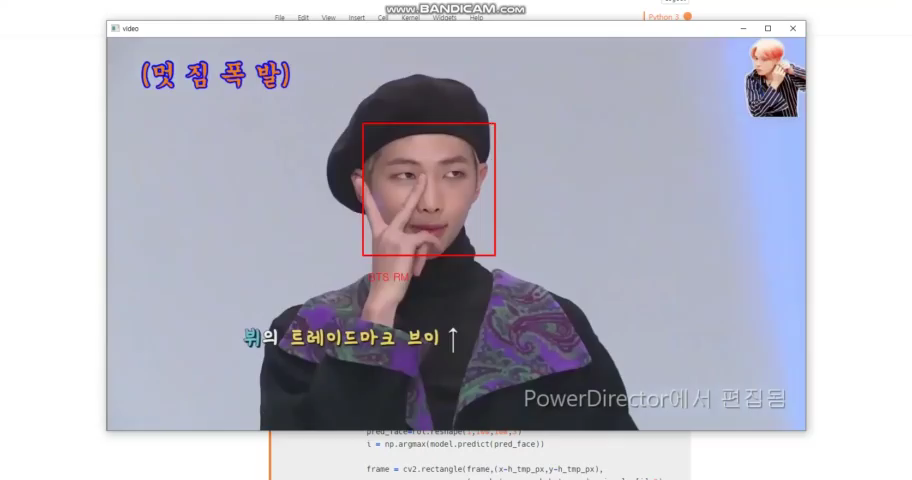 www.BANDICAM.com
File Edit View Insert Cell Kernel Widgets Help
Python 3
video
(멋 짐 폭 발)
BTS RM
뷔의 트레이드마크 브이 ↑
PowerDirector에서 편집됨
i = np.argmax(model.predict(pred_face))
frame = cv2.rectangle(frame,(x-h_tmp_px,y-h_tmp_px),